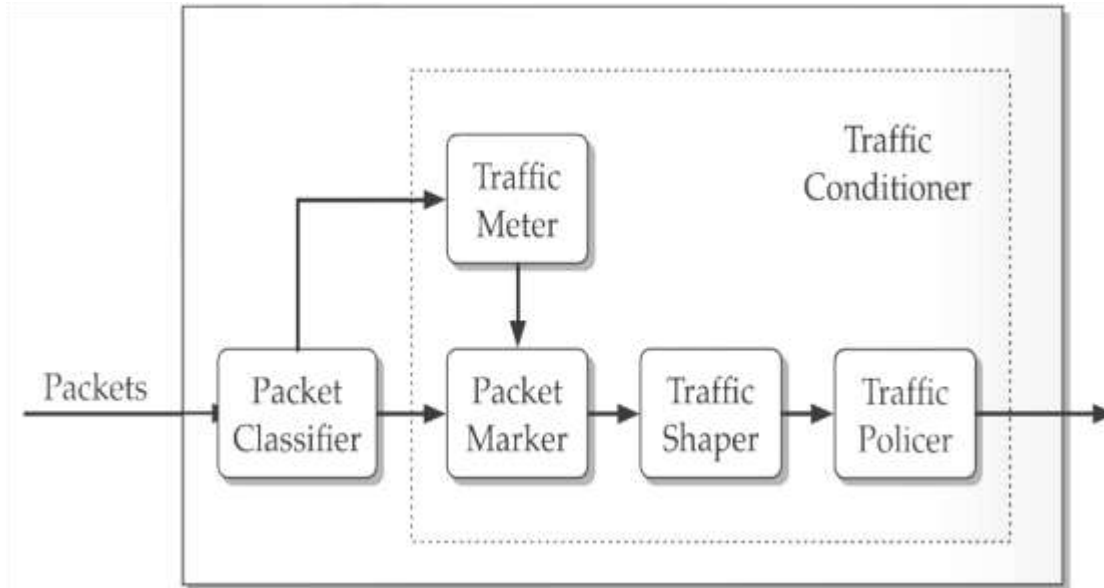 Traffic
Conditioner
Traffic
Meter
Packets
Packet
Classifier
Packet
Marker
Traffic
Shaper
Traffic
Policer